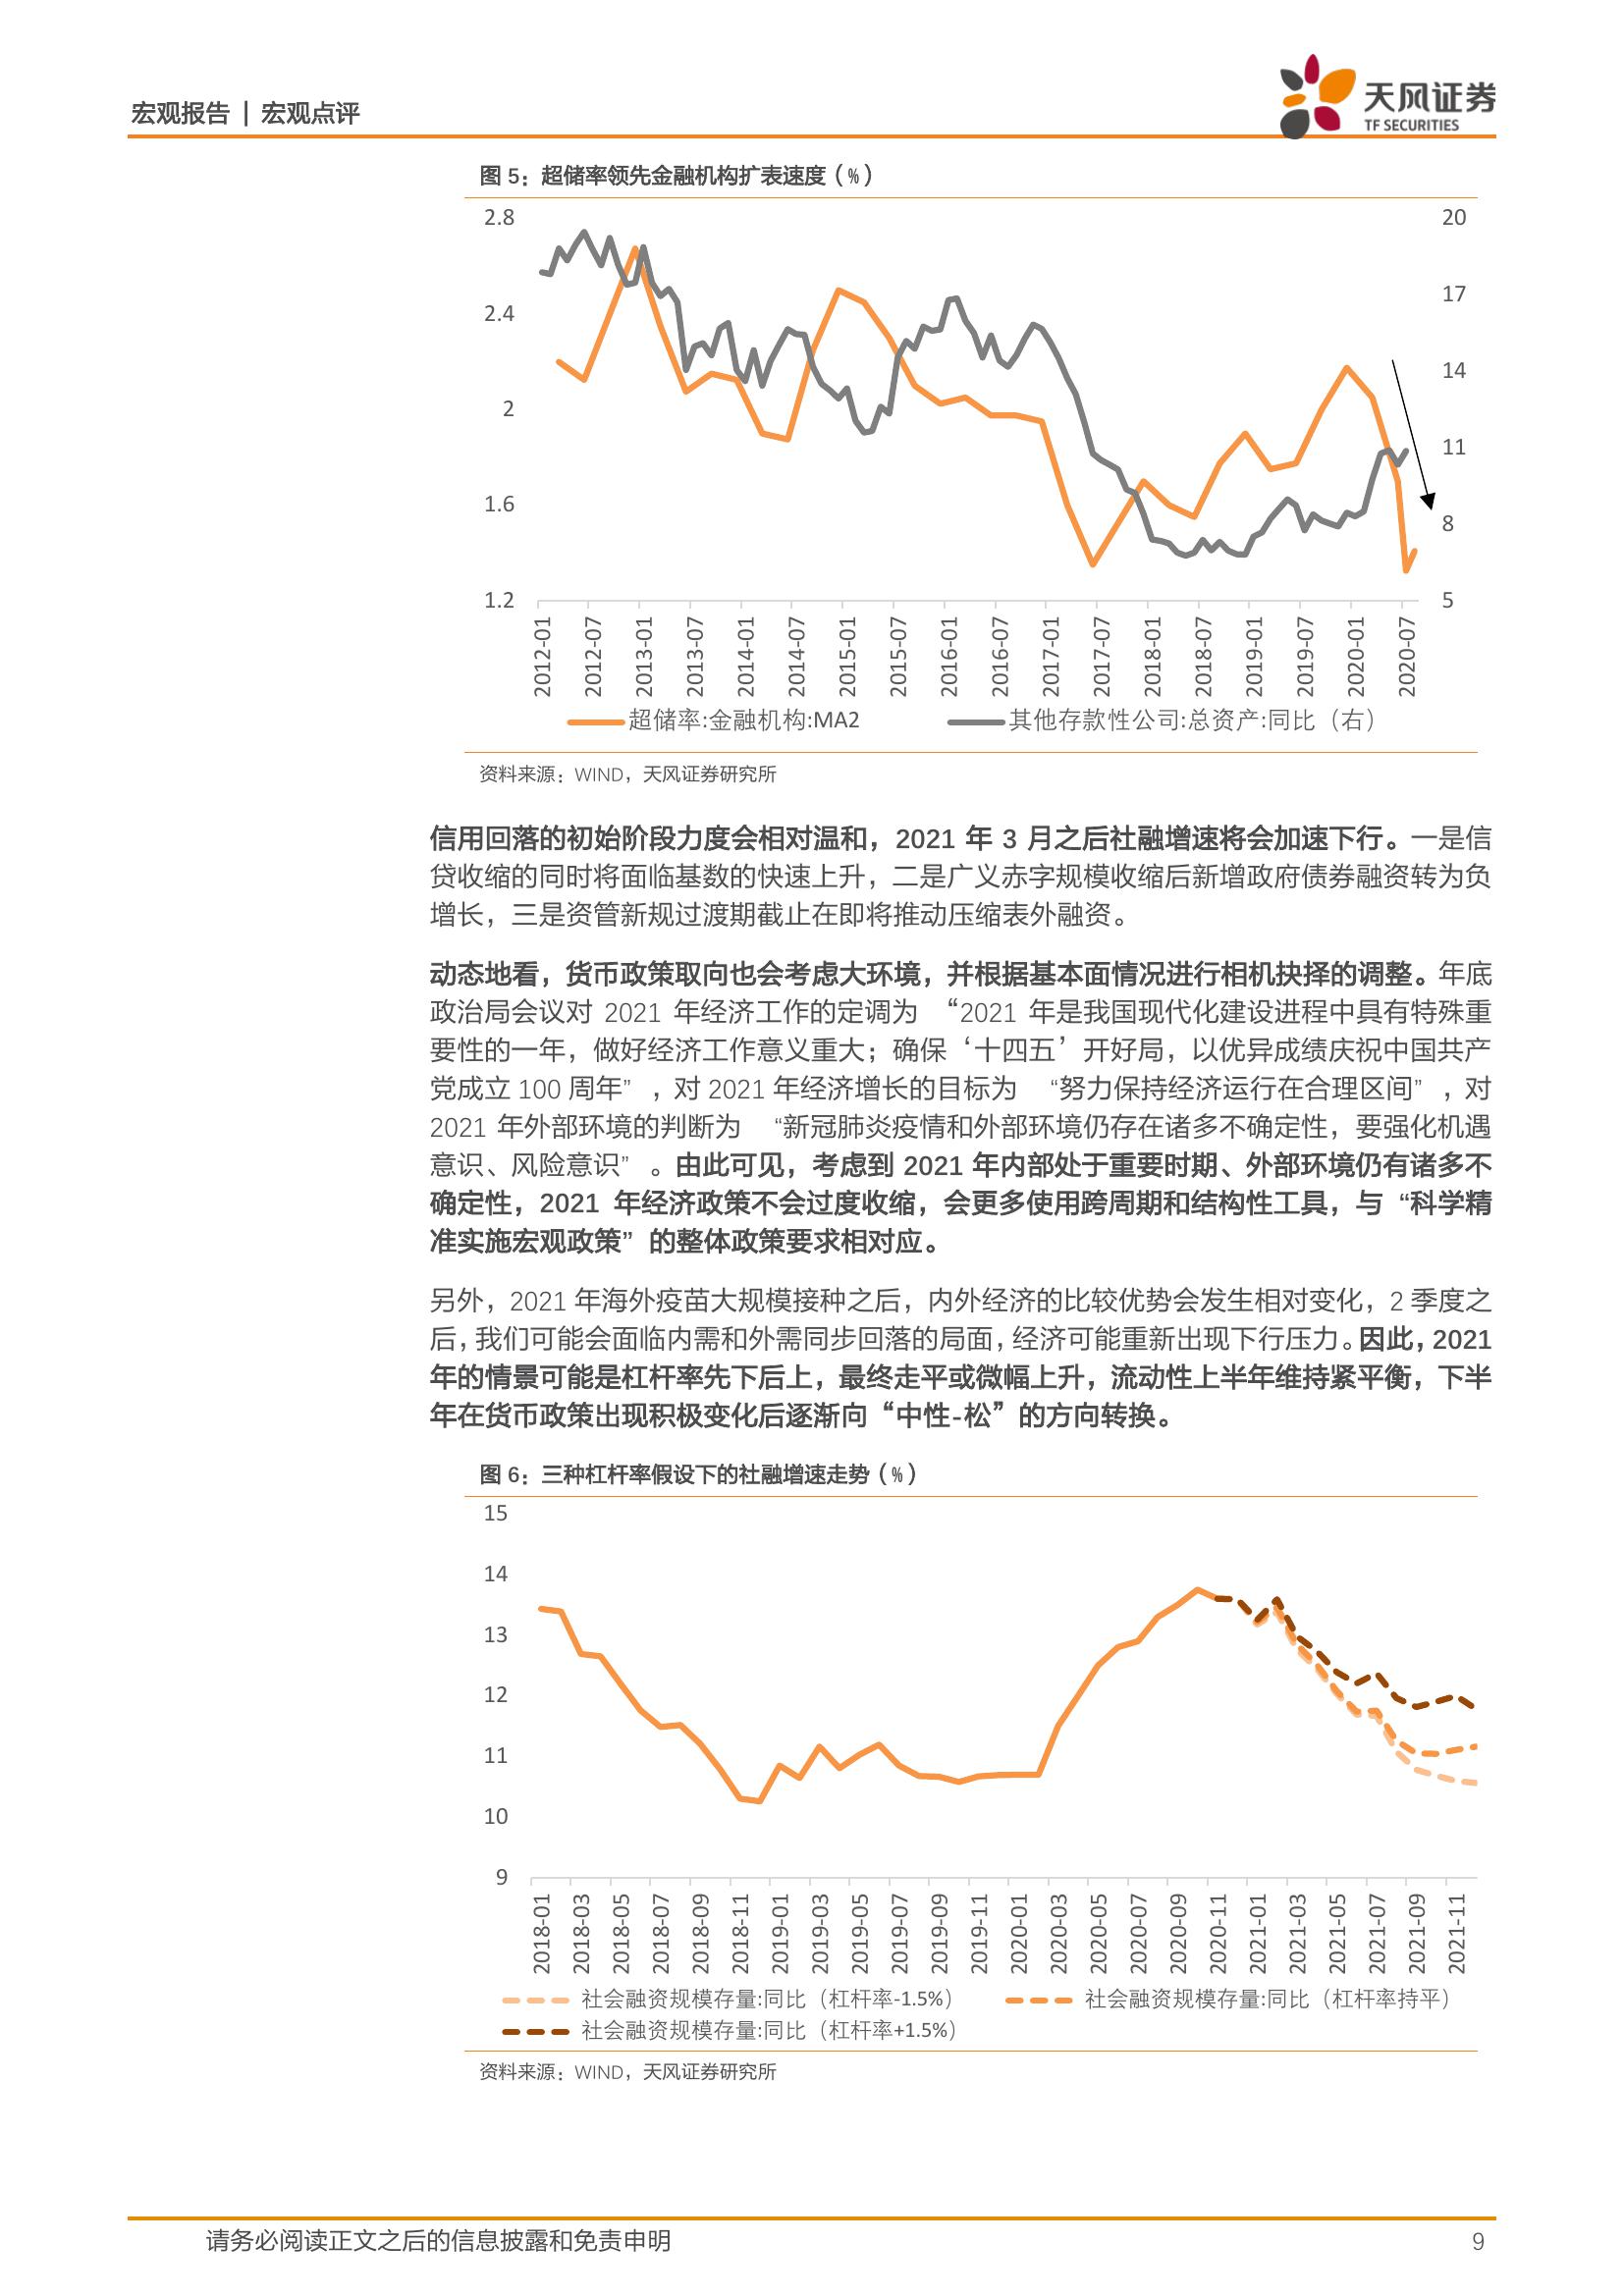 宏观报告 | 宏观点评
天风证券
TF SECURITIES
图 5：超储率领先金融机构扩表速度（%）
2.8
2.4
2
1.6
1.2
20
17
14
11
8
5
2012-01
2012-07
2013-01
2013-07
2014-01
2014-07
2015-01
2015-07
2016-01
2016-07
2017-01
2017-07
2018-01
2018-07
2019-01
2019-07
2020-01
2020-07
超储率:金融机构:MA2
其他存款性公司:总资产:同比（右）
资料来源：WIND，天风证券研究所
信用回落的初始阶段力度会相对温和，2021 年 3 月之后社融增速将会加速下行。一是信
贷收缩的同时将面临基数的快速上升，二是广义赤字规模收缩后新增政府债券融资转为负
增长，三是资管新规过渡期截止在即将推动压缩表外融资。
动态地看，货币政策取向也会考虑大环境，并根据基本面情况进行相机抉择的调整。年底
政治局会议对 2021 年经济工作的定调为 “2021 年是我国现代化建设进程中具有特殊重
要性的一年，做好经济工作意义重大；确保‘十四五’开好局，以优异成绩庆祝中国共产
党成立 100 周年”，对 2021 年经济增长的目标为 “努力保持经济运行在合理区间”，对
2021 年外部环境的判断为 “新冠肺炎疫情和外部环境仍存在诸多不确定性，要强化机遇
意识、风险意识”。由此可见，考虑到 2021 年内部处于重要时期、外部环境仍有诸多不
确定性，2021 年经济政策不会过度收缩，会更多使用跨周期和结构性工具，与“科学精
准实施宏观政策”的整体政策要求相对应。
另外，2021 年海外疫苗大规模接种之后，内外经济的比较优势会发生相对变化，2 季度之
后，我们可能会面临内需和外需同步回落的局面，经济可能重新出现下行压力。因此，2021
年的情景可能是杠杆率先下后上，最终走平或微幅上升，流动性上半年维持紧平衡，下半
年在货币政策出现积极变化后逐渐向“中性-松”的方向转换。
图 6：三种杠杆率假设下的社融增速走势（%）
15
14
13
12
11
10
9
2018-01
2018-03
2018-05
2018-07
2018-09
2018-11
2019-01
2019-03
2019-05
2019-07
2019-09
2019-11
2020-01
2020-03
2020-05
2020-07
2020-09
2020-11
2021-01
2021-03
2021-05
2021-07
2021-09
2021-11
社会融资规模存量:同比（杠杆率-1.5%）
社会融资规模存量:同比（杠杆率持平）
社会融资规模存量:同比（杠杆率+1.5%）
资料来源：WIND，天风证券研究所
请务必阅读正文之后的信息披露和免责申明
9